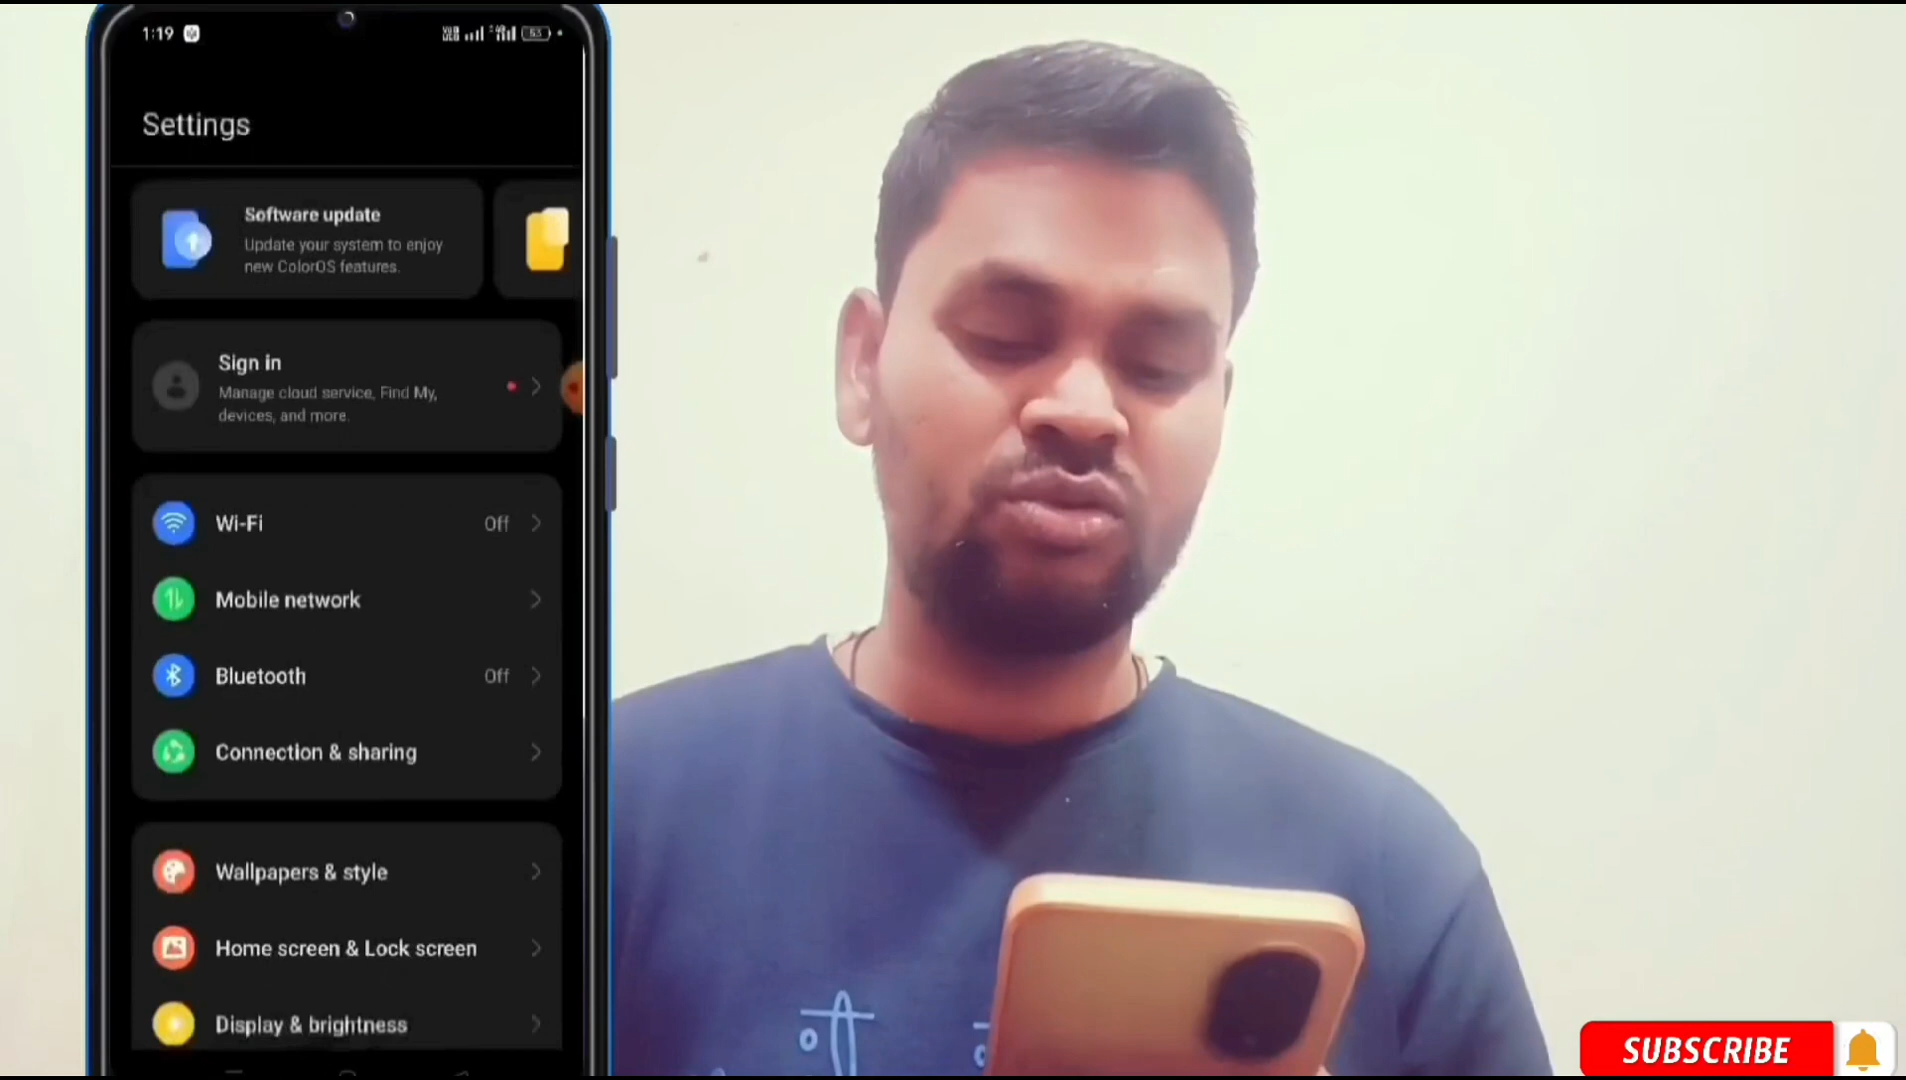 1:19
53
Settings
Software update
Update your system to enjoy
new ColorOS features.
Sign in
Manage cloud service, Find My,
devices, and more.
Wi-Fi Off
Mobile network
Bluetooth Off
Connection & sharing
Wallpapers & style
Home screen & Lock screen
Display & brightness
SUBSCRIBE